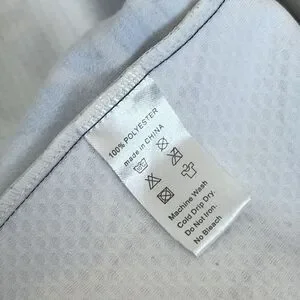 100% POLYESTER
made in CHINA
Machine Wash
Cold Drip Dry.
Do Not Iron.
No Bleach